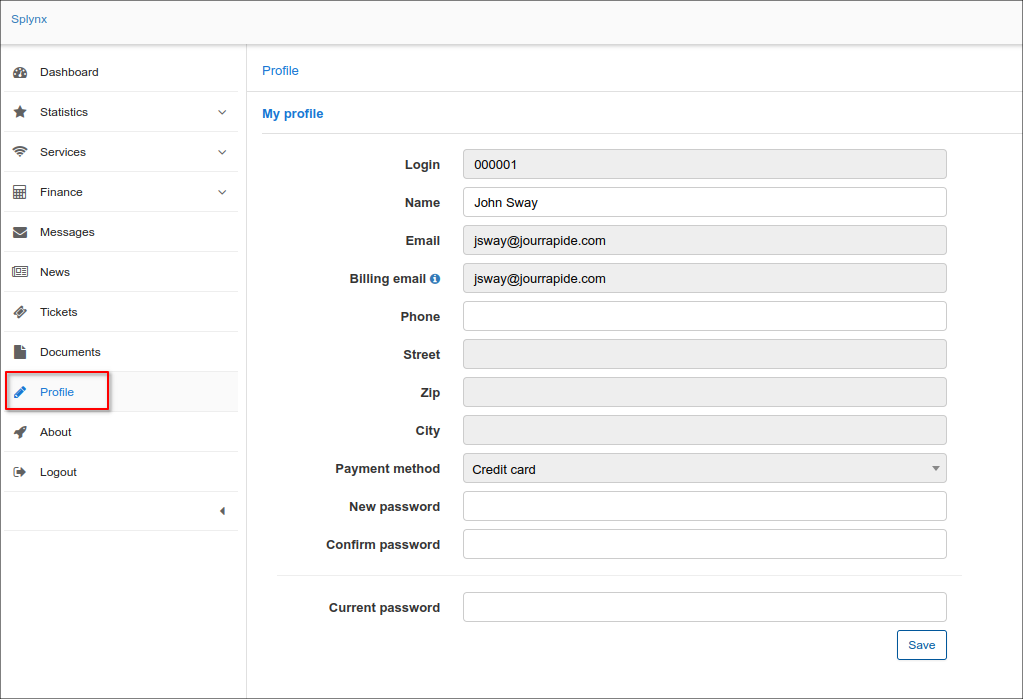 Splynx
Dashboard
Statistics
Services
Finance
Messages
News
Tickets
Documents
Profile
About
Logout
Profile
My profile
Login 000001
Name John Sway
Email jsway@jourrapide.com
Billing email jsway@jourrapide.com
Phone
Street
Zip
City
Payment method Credit card
New password
Confirm password
Current password
Save